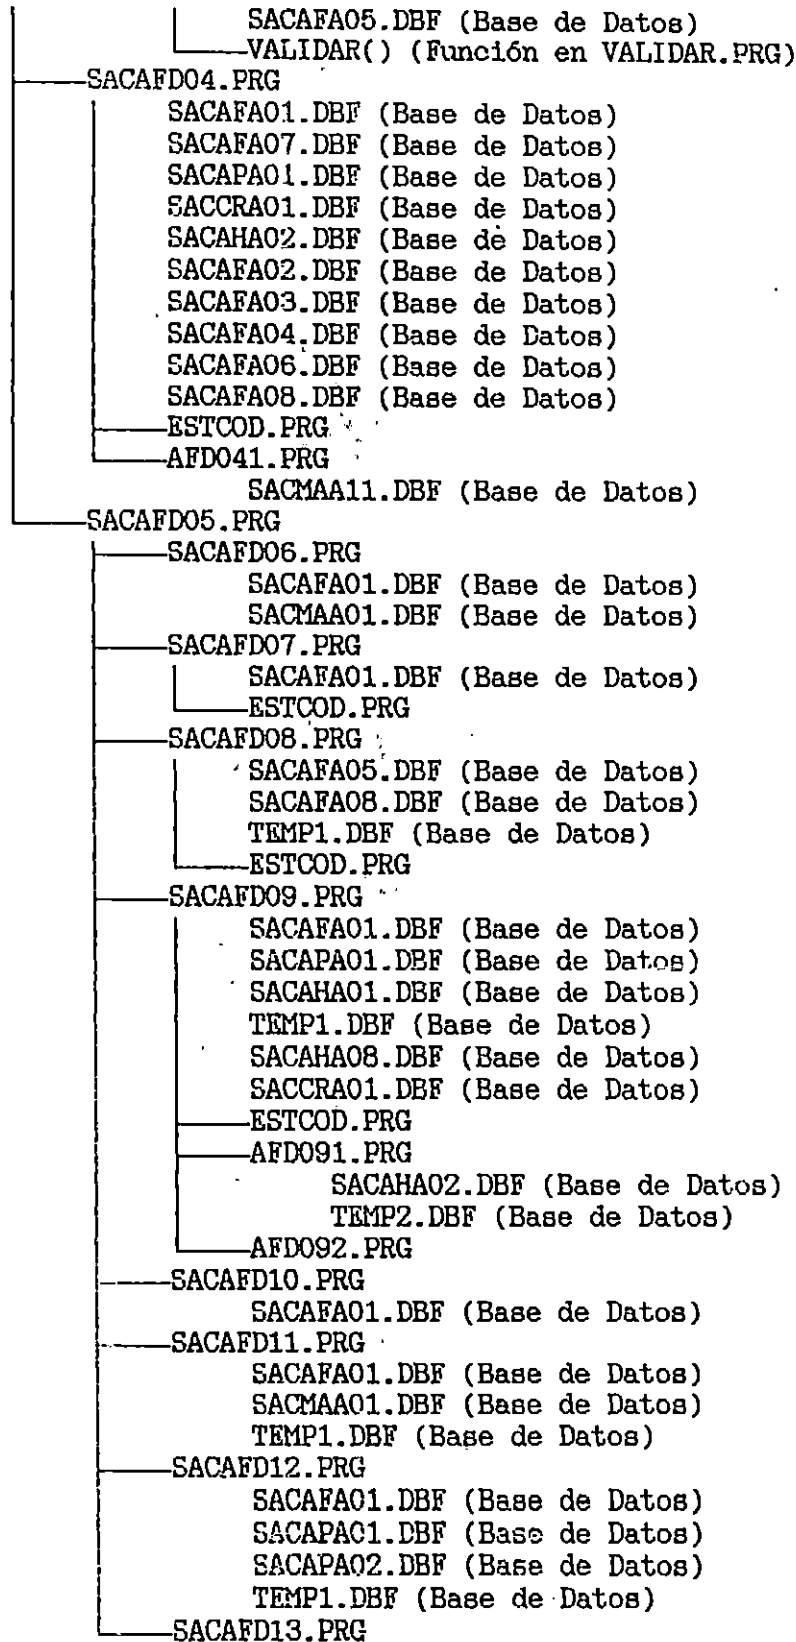 SACAFA05.DBF (Base de Datos)
VALIDAR() (Función en VALIDAR.PRG)
SACAFD04.PRG
SACAFA01.DBF (Base de Datos)
SACAFA07.DBF (Base de Datos)
SACAPA01.DBF (Base de Datos)
SACCRA01.DBF (Base de Datos)
SACAHA02.DBF (Base de Datos)
SACAFA02.DBF (Base de Datos)
SACAFA03.DBF (Base de Datos)
SACAFA04.DBF (Base de Datos)
SACAFA06.DBF (Base de Datos)
SACAFA08.DBF (Base de Datos)
ESTCOD.PRG
AFD041.PRG
SACMAA11.DBF (Base de Datos)
SACAFD05.PRG
SACAFD06.PRG
SACAFA01.DBF (Base de Datos)
SACMAA01.DBF (Base de Datos)
SACAFD07.PRG
SACAFA01.DBF (Base de Datos)
ESTCOD.PRG
SACAFD08.PRG
SACAFA05.DBF (Base de Datos)
SACAFA08.DBF (Base de Datos)
TEMP1.DBF (Base de Datos)
ESTCOD.PRG
SACAFD09.PRG
SACAFA01.DBF (Base de Datos)
SACAPA01.DBF (Base de Datos)
SACAHA01.DBF (Base de Datos)
TEMP1.DBF (Base de Datos)
SACAHA08.DBF (Base de Datos)
SACCRA01.DBF (Base de Datos)
ESTCOD.PRG
AFD091.PRG
SACAHA02.DBF (Base de Datos)
TEMP2.DBF (Base de Datos)
AFD092.PRG
SACAFD10.PRG
SACAFA01.DBF (Base de Datos)
SACAFD11.PRG
SACAFA01.DBF (Base de Datos)
SACMAA01.DBF (Base de Datos)
TEMP1.DBF (Base de Datos)
SACAFD12.PRG
SACAFA01.DBF (Base de Datos)
SACAPA01.DBF (Base de Datos)
SACAPA02.DBF (Base de Datos)
TEMP1.DBF (Base de Datos)
SACAFD13.PRG